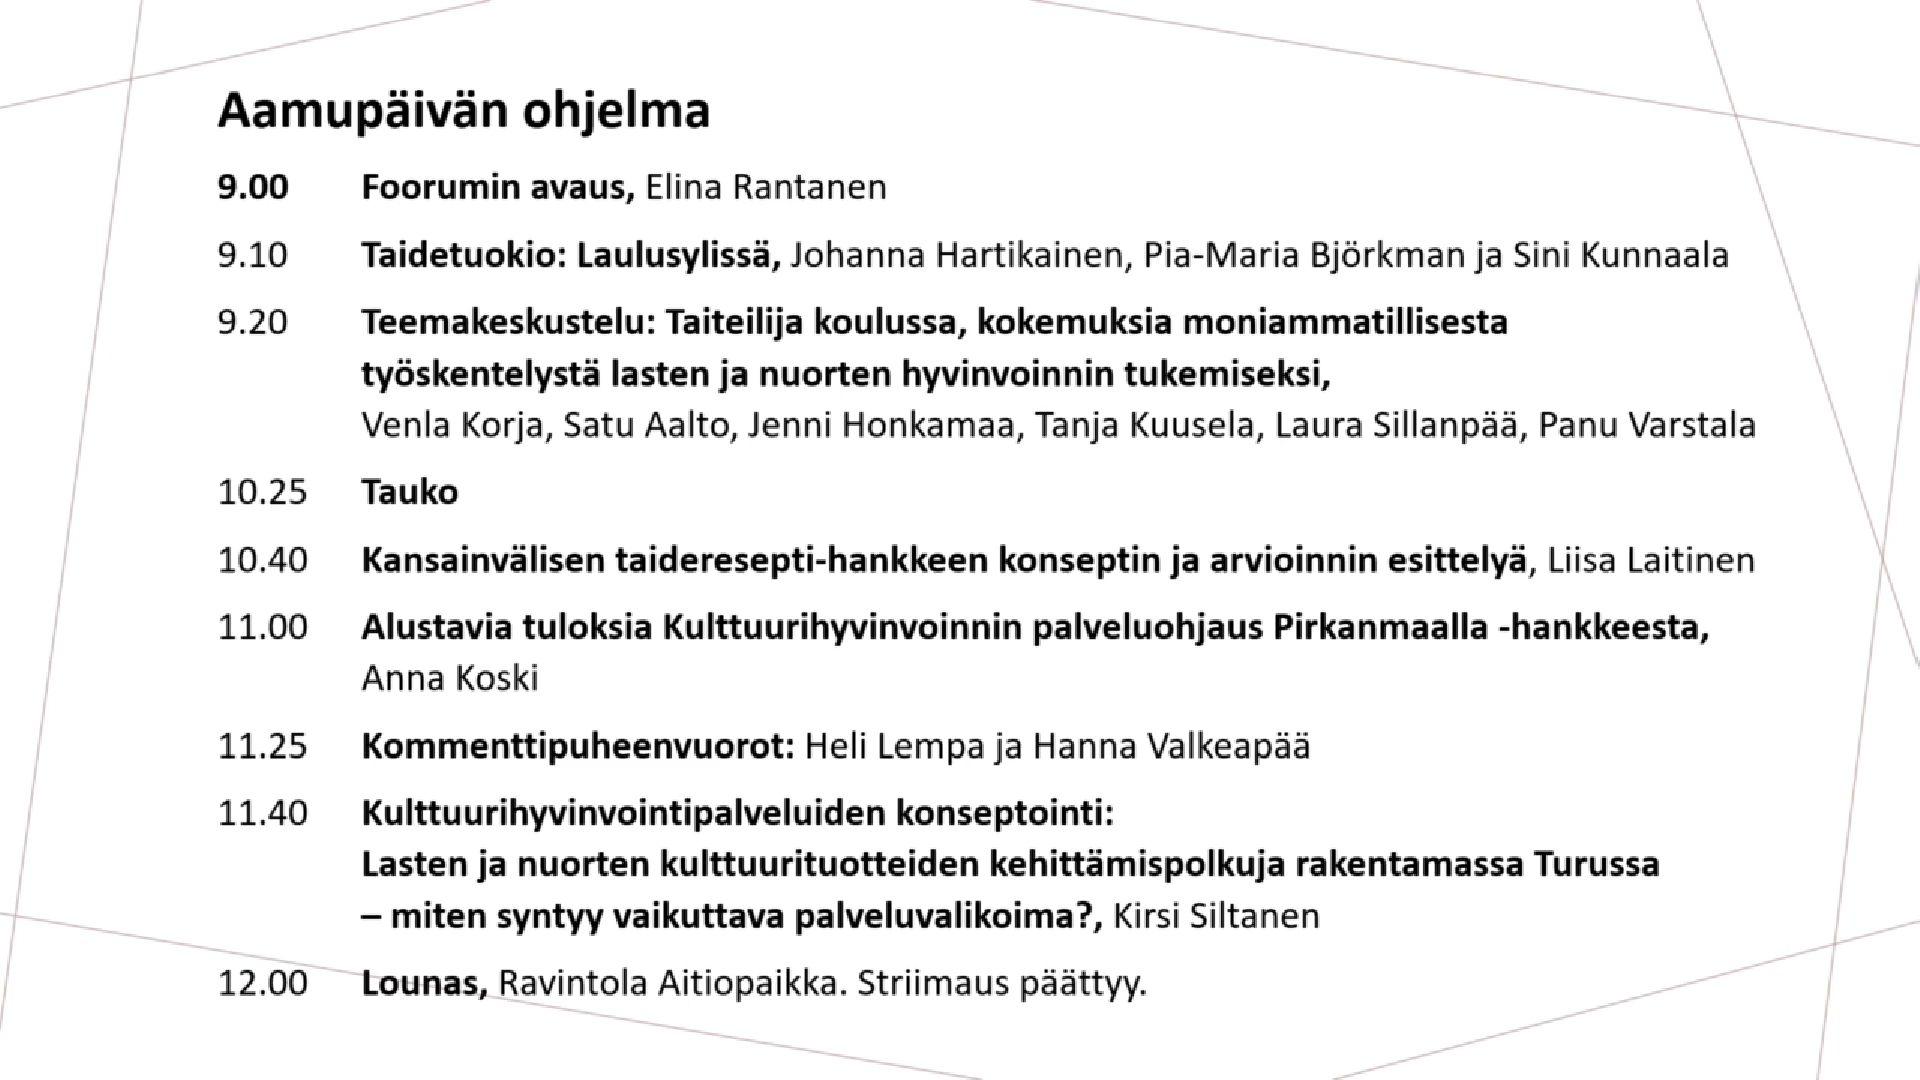 Aamupäivän ohjelma
9.00 Foorumin avaus, Elina Rantanen
9.10 Taidetuokio: Laulusylissä, Johanna Hartikainen, Pia-Maria Björkman ja Sini Kunnaala
9.20 Teemakeskustelu: Taiteilija koulussa, kokemuksia moniammatillisesta
työskentelystä lasten ja nuorten hyvinvoinnin tukemiseksi,
Venla Korja, Satu Aalto, Jenni Honkamaa, Tanja Kuusela, Laura Sillanpää, Panu Varstala
10.25 Tauko
10.40 Kansainvälisen taideresepti-hankkeen konseptin ja arvioinnin esittelyä, Liisa Laitinen
11.00 Alustavia tuloksia Kulttuurihyvinvoinnin palveluohjaus Pirkanmaalla -hankkeesta,
Anna Koski
11.25 Kommenttipuheenvuorot: Heli Lempa ja Hanna Valkeapää
11.40 Kulttuurihyvinvointipalveluiden konseptointi:
Lasten ja nuorten kulttuurituotteiden kehittämispolkuja rakentamassa Turussa
– miten syntyy vaikuttava palveluvalikoima?, Kirsi Siltanen
12.00 Lounas, Ravintola Aitiopaikka. Striimaus päättyy.